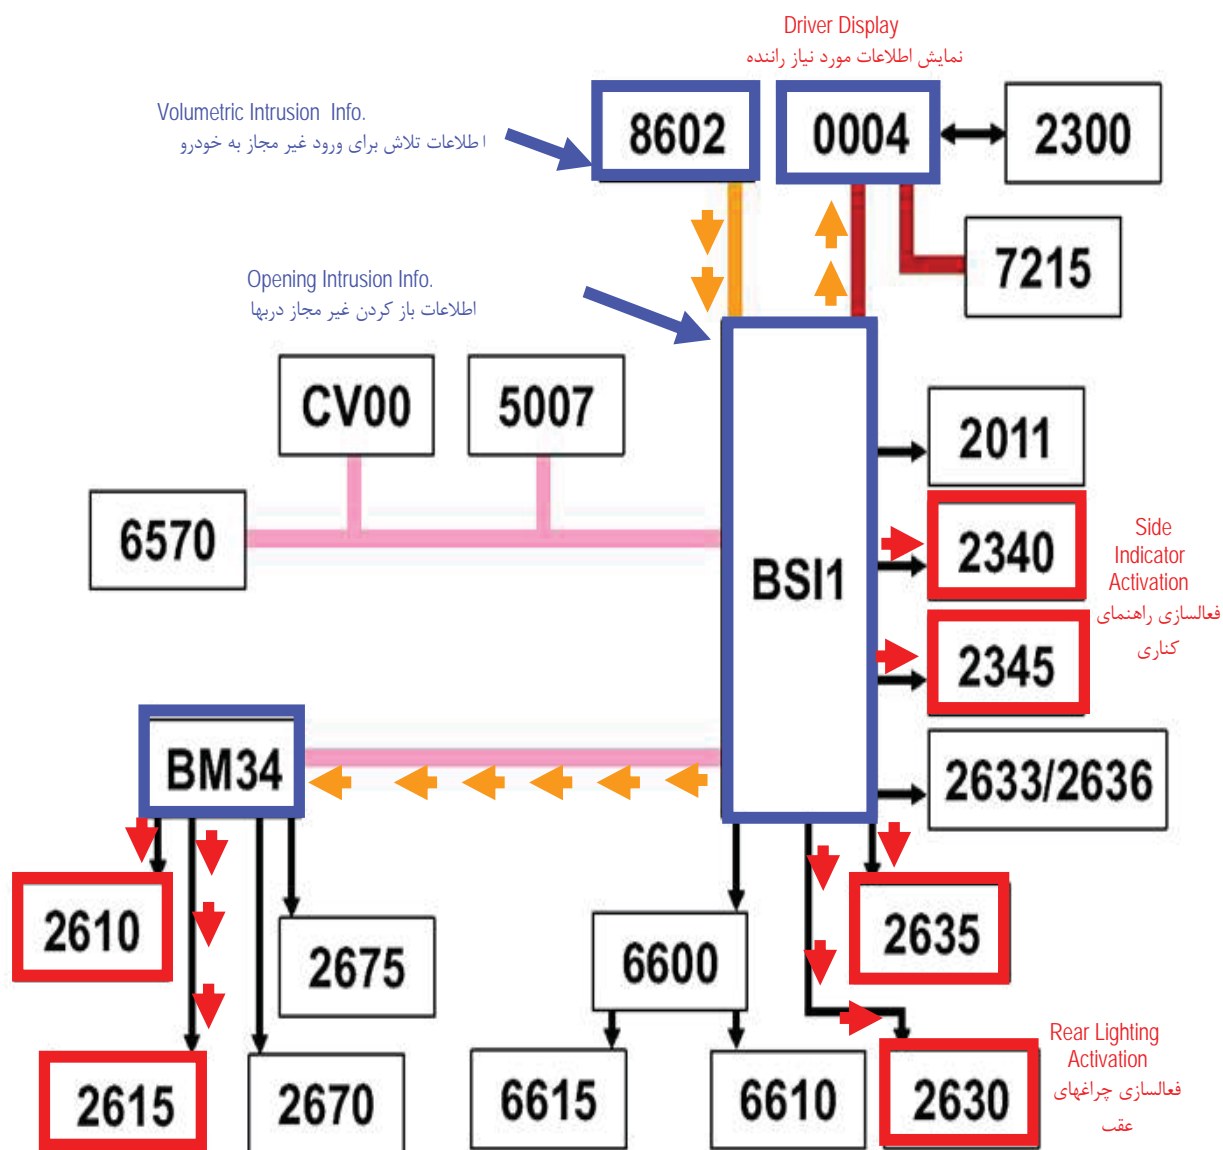 Driver Display
نمایش اطلاعات مورد نیاز راننده
Volumetric Intrusion Info.
اطلاعات تلاش برای ورود غیر مجاز به خودرو
8602
0004
2300
7215
Opening Intrusion Info.
اطلاعات باز کردن غیر مجاز دربها
CV00
5007
2011
6570
2340
Side
Indicator
Activation
فعالسازی راهنمای
کناری
BSI1
2345
BM34
2633/2636
2610
2675
6600
2635
2615
2670
6615
6610
2630
Rear Lighting
Activation
فعالسازی چراغهای
عقب